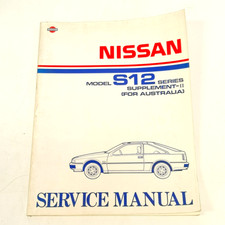 NISSAN
MODEL S12 SERIES
SUPPLEMENT-II
(FOR AUSTRALIA)
SERVICE MANUAL